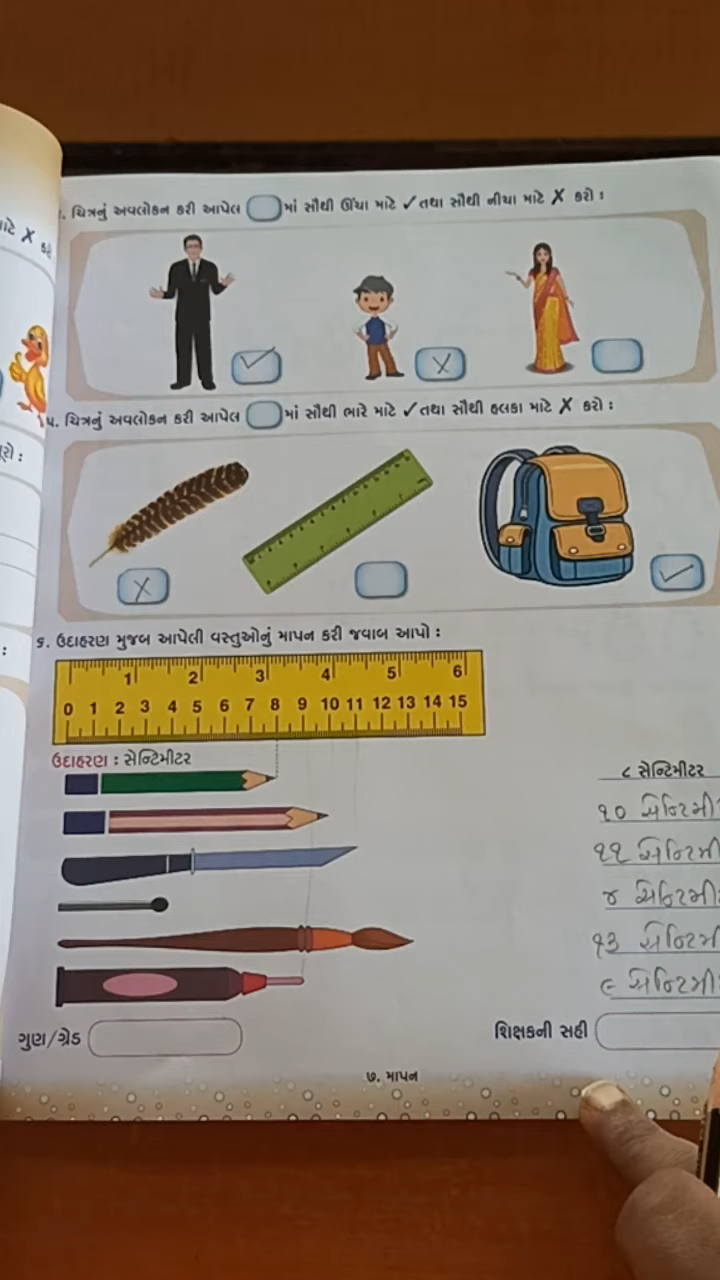 માટે X કરો
. ચિત્રનું અવલોકન કરી આપેલ માં સૌથી ઊંચા માટે ✓ તથા સૌથી નીચા માટે X કરો :
✓ X
૫. ચિત્રનું અવલોકન કરી આપેલ માં સૌથી ભારે માટે ✓ તથા સૌથી હલકા માટે X કરો :
X ✓
૬. ઉદાહરણ મુજબ આપેલી વસ્તુઓનું માપન કરી જવાબ આપો :
1 2 3 4 5 6
0 1 2 3 4 5 6 7 8 9 10 11 12 13 14 15
ઉદાહરણ : સેન્ટિમીટર
૮ સેન્ટિમીટર
૧૦ સેન્ટિમી
૧૧ સેન્ટિમી
૪ સેન્ટિમી
૧૩ સેન્ટિમ
૯ સેન્ટિમી
ગુણ/ગ્રેડ
શિક્ષકની સહી
૭. માપન